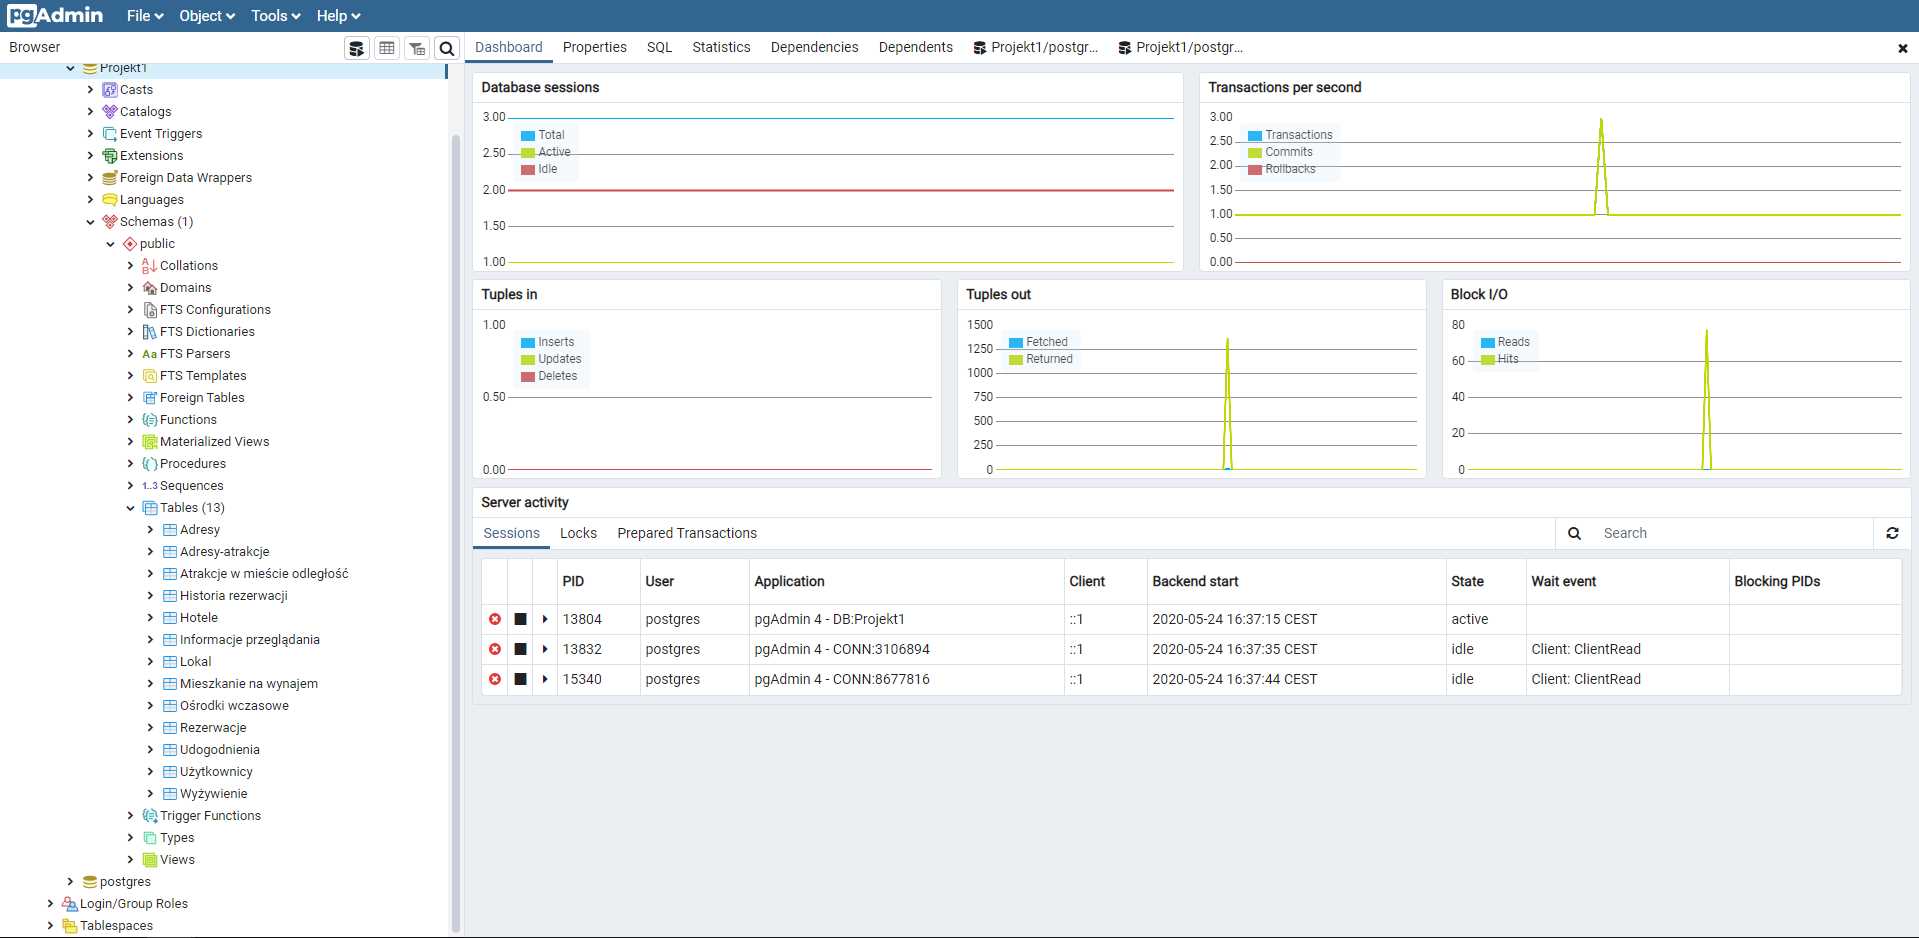 pgAdmin File Object Tools Help
Browser
Dashboard Properties SQL Statistics Dependencies Dependents Projekt1/postgr... Projekt1/postgr...
Projekt1
Casts
Catalogs
Event Triggers
Extensions
Foreign Data Wrappers
Languages
Schemas (1)
public
Collations
Domains
FTS Configurations
FTS Dictionaries
Aa FTS Parsers
FTS Templates
Foreign Tables
Functions
Materialized Views
Procedures
1..3 Sequences
Tables (13)
Adresy
Adresy-atrakcje
Atrakcje w mieście odległość
Historia rezerwacji
Hotele
Informacje przeglądania
Lokal
Mieszkanie na wynajem
Ośrodki wczasowe
Rezerwacje
Udogodnienia
Użytkownicy
Wyżywienie
Trigger Functions
Types
Views
postgres
Login/Group Roles
Tablespaces
Database sessions
3.00
2.50
2.00
1.50
1.00
Total
Active
Idle
Transactions per second
3.00
2.50
2.00
1.50
1.00
0.50
0.00
Transactions
Commits
Rollbacks
Tuples in
1.00
0.50
0.00
Inserts
Updates
Deletes
Tuples out
1500
1250
1000
750
500
250
0
Fetched
Returned
Block I/O
80
60
40
20
0
Reads
Hits
Server activity
Sessions Locks Prepared Transactions Search
PID User Application Client Backend start State Wait event Blocking PIDs
13804 postgres pgAdmin 4 - DB:Projekt1 ::1 2020-05-24 16:37:15 CEST active
13832 postgres pgAdmin 4 - CONN:3106894 ::1 2020-05-24 16:37:35 CEST idle Client: ClientRead
15340 postgres pgAdmin 4 - CONN:8677816 ::1 2020-05-24 16:37:44 CEST idle Client: ClientRead